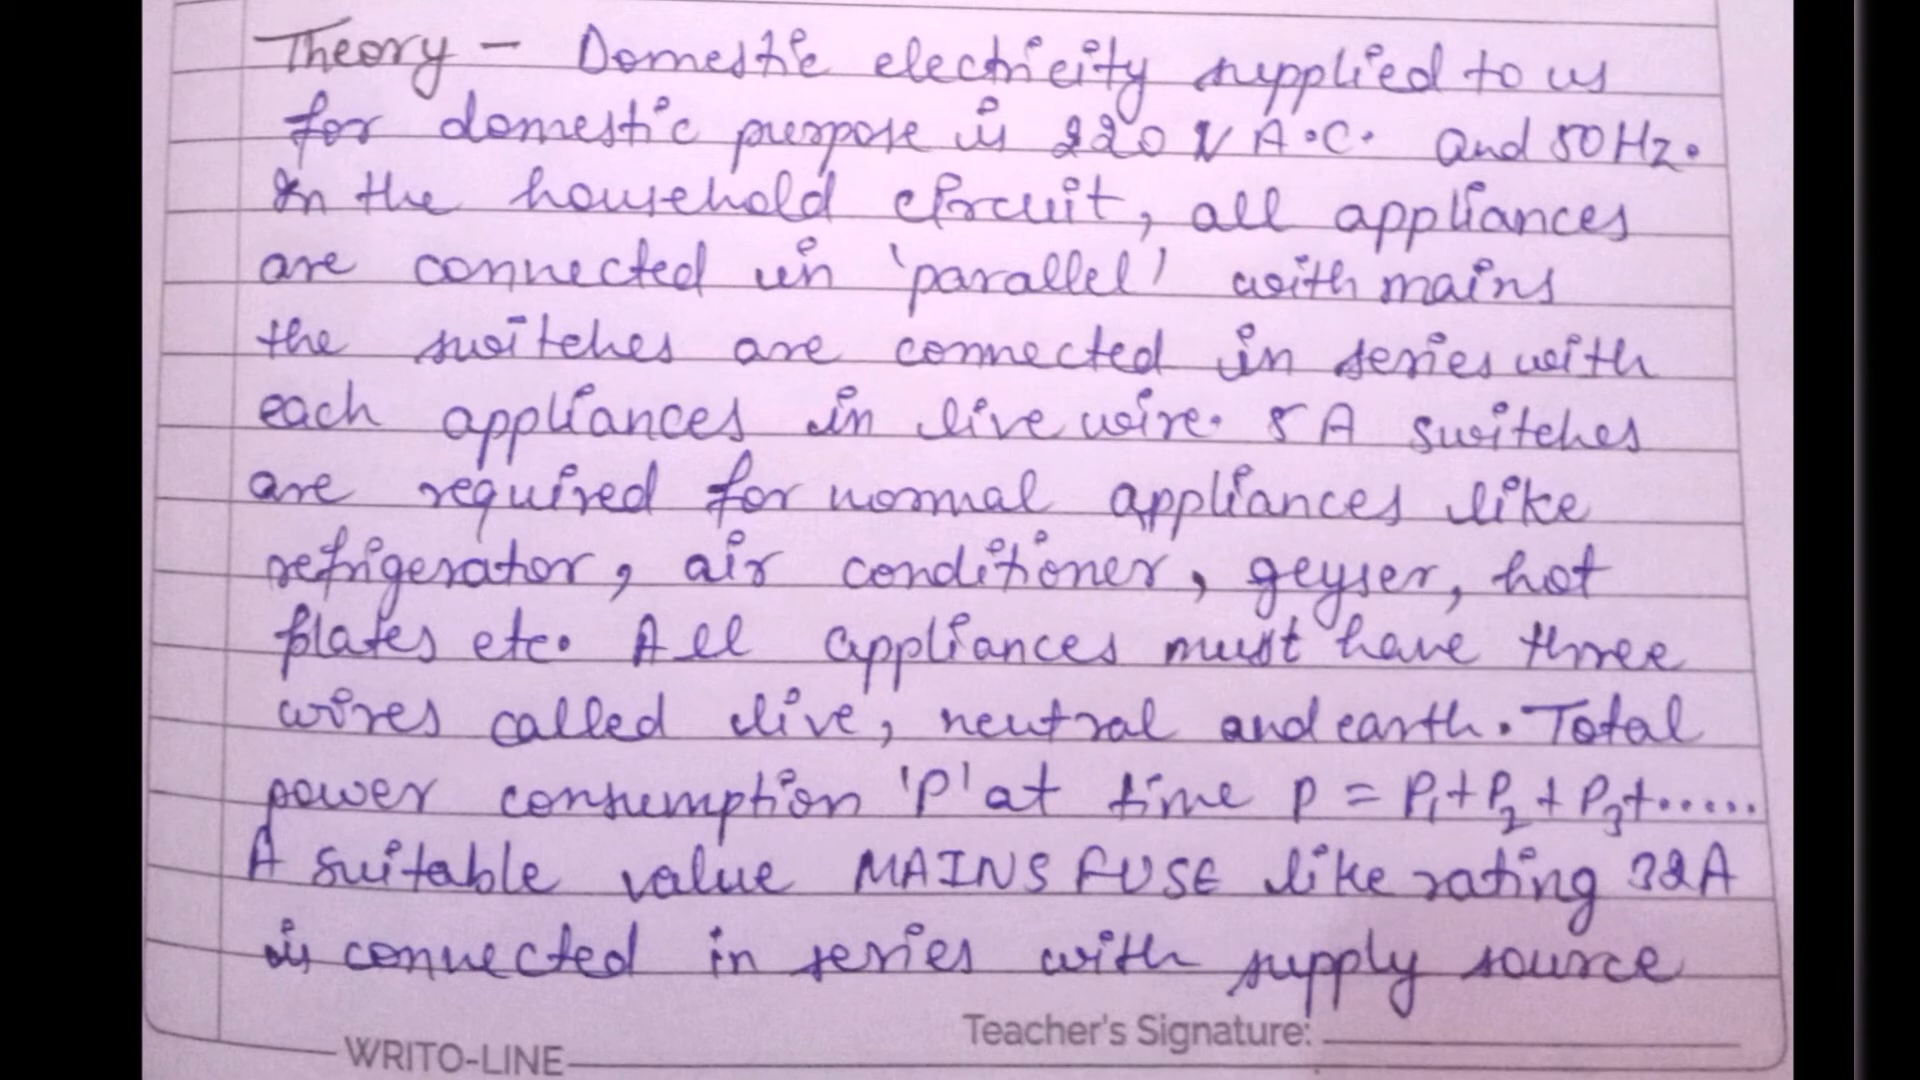 Theory - Domestic electricity supplied to us
for domestic purpose is 220 V A.C. and 50 Hz.
In the household circuit, all appliances
are connected in 'parallel' with mains
the switches are connected in series with
each appliances in live wire. 5 A switches
are required for normal appliances like
refrigerator, air conditioner, geyser, hot
plates etc. All appliances must have three
wires called live, neutral and earth. Total
power consumption 'P' at time P = P₁ + P₂ + P₃ + .....
A suitable value MAINS FUSE like rating 32A
is connected in series with supply source
Teacher's Signature:
WRITO-LINE